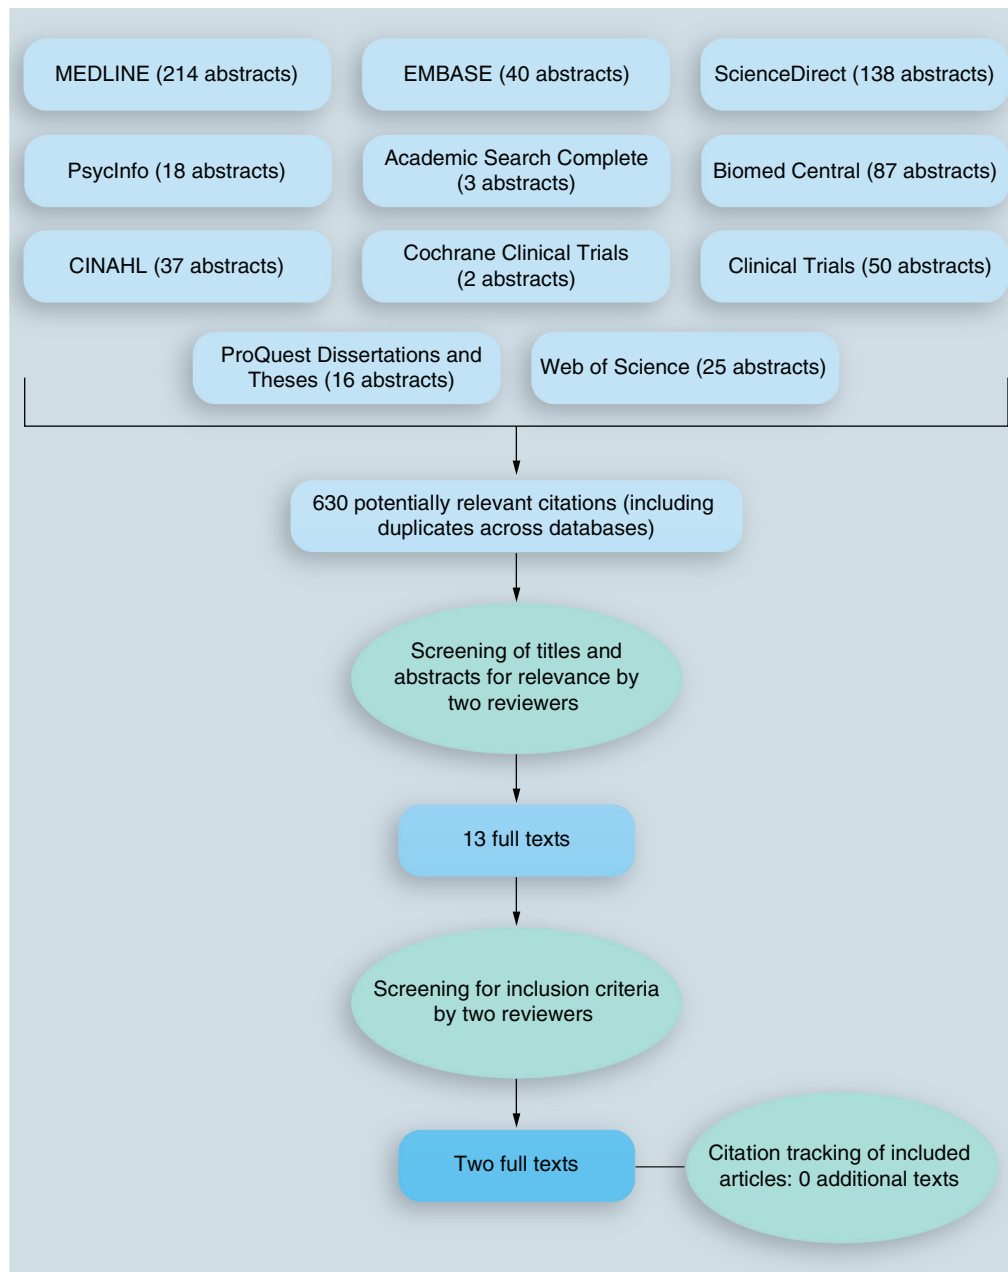 MEDLINE (214 abstracts)
EMBASE (40 abstracts)
ScienceDirect (138 abstracts)
PsycInfo (18 abstracts)
Academic Search Complete
(3 abstracts)
Biomed Central (87 abstracts)
CINAHL (37 abstracts)
Cochrane Clinical Trials
(2 abstracts)
Clinical Trials (50 abstracts)
ProQuest Dissertations and
Theses (16 abstracts)
Web of Science (25 abstracts)
630 potentially relevant citations (including
duplicates across databases)
Screening of titles and
abstracts for relevance by
two reviewers
13 full texts
Screening for inclusion criteria
by two reviewers
Two full texts
Citation tracking of included
articles: 0 additional texts